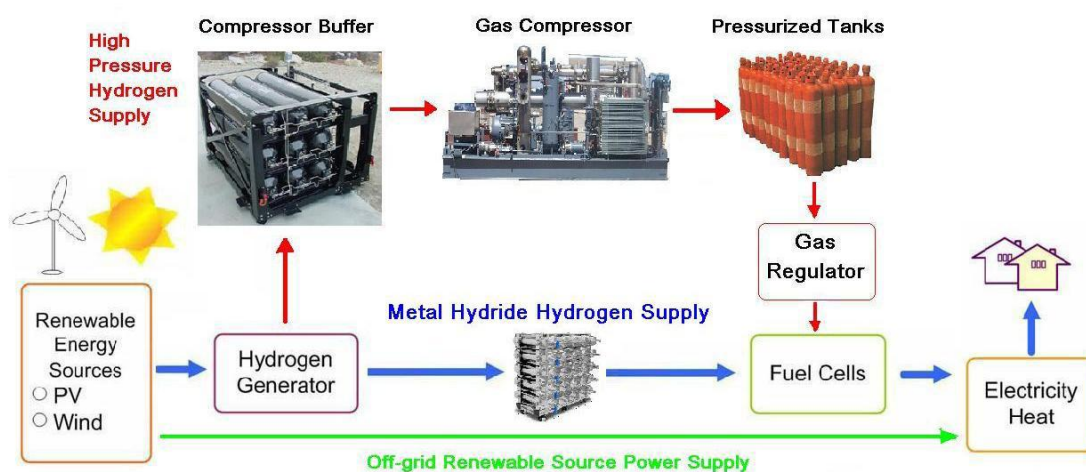 Compressor Buffer
Gas Compressor
Pressurized Tanks
High
Pressure
Hydrogen
Supply
Gas
Regulator
Metal Hydride Hydrogen Supply
Renewable
Energy
Sources
PV
Wind
Hydrogen
Generator
Fuel Cells
Electricity
Heat
Off-grid Renewable Source Power Supply